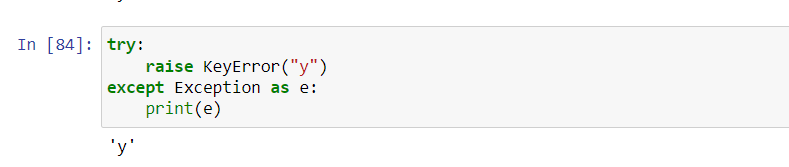 In [84]: try:
    raise KeyError("y")
except Exception as e:
    print(e)
'y'